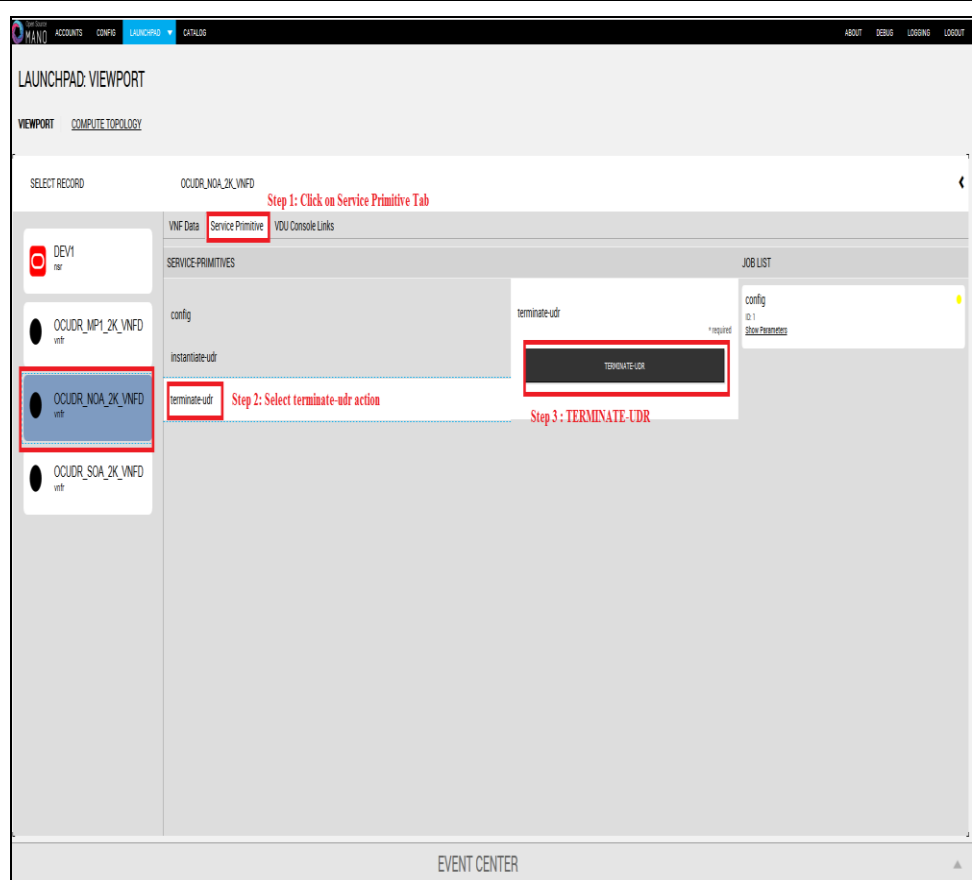 Open Source
MANO ACCOUNTS CONFIG LAUNCHPAD CATALOG ABOUT DEBUG LOGGING LOGOUT
LAUNCHPAD: VIEWPORT
VIEWPORT COMPUTE TOPOLOGY
SELECT RECORD OCUDR_NOA_2K_VNFD
Step 1: Click on Service Primitive Tab
VNF Data Service Primitive VDU Console Links
DEV1
nsr
SERVICE-PRIMITIVES JOB LIST
config
ID: 1
Show Parameters
config
terminate-udr
* required
OCUDR_MP1_2K_VNFD
vnfr
instantiate-udr
TERMINATE-UDR
OCUDR_NOA_2K_VNFD
vnfr
terminate-udr Step 2: Select terminate-udr action
Step 3 : TERMINATE-UDR
OCUDR_SOA_2K_VNFD
vnfr
EVENT CENTER